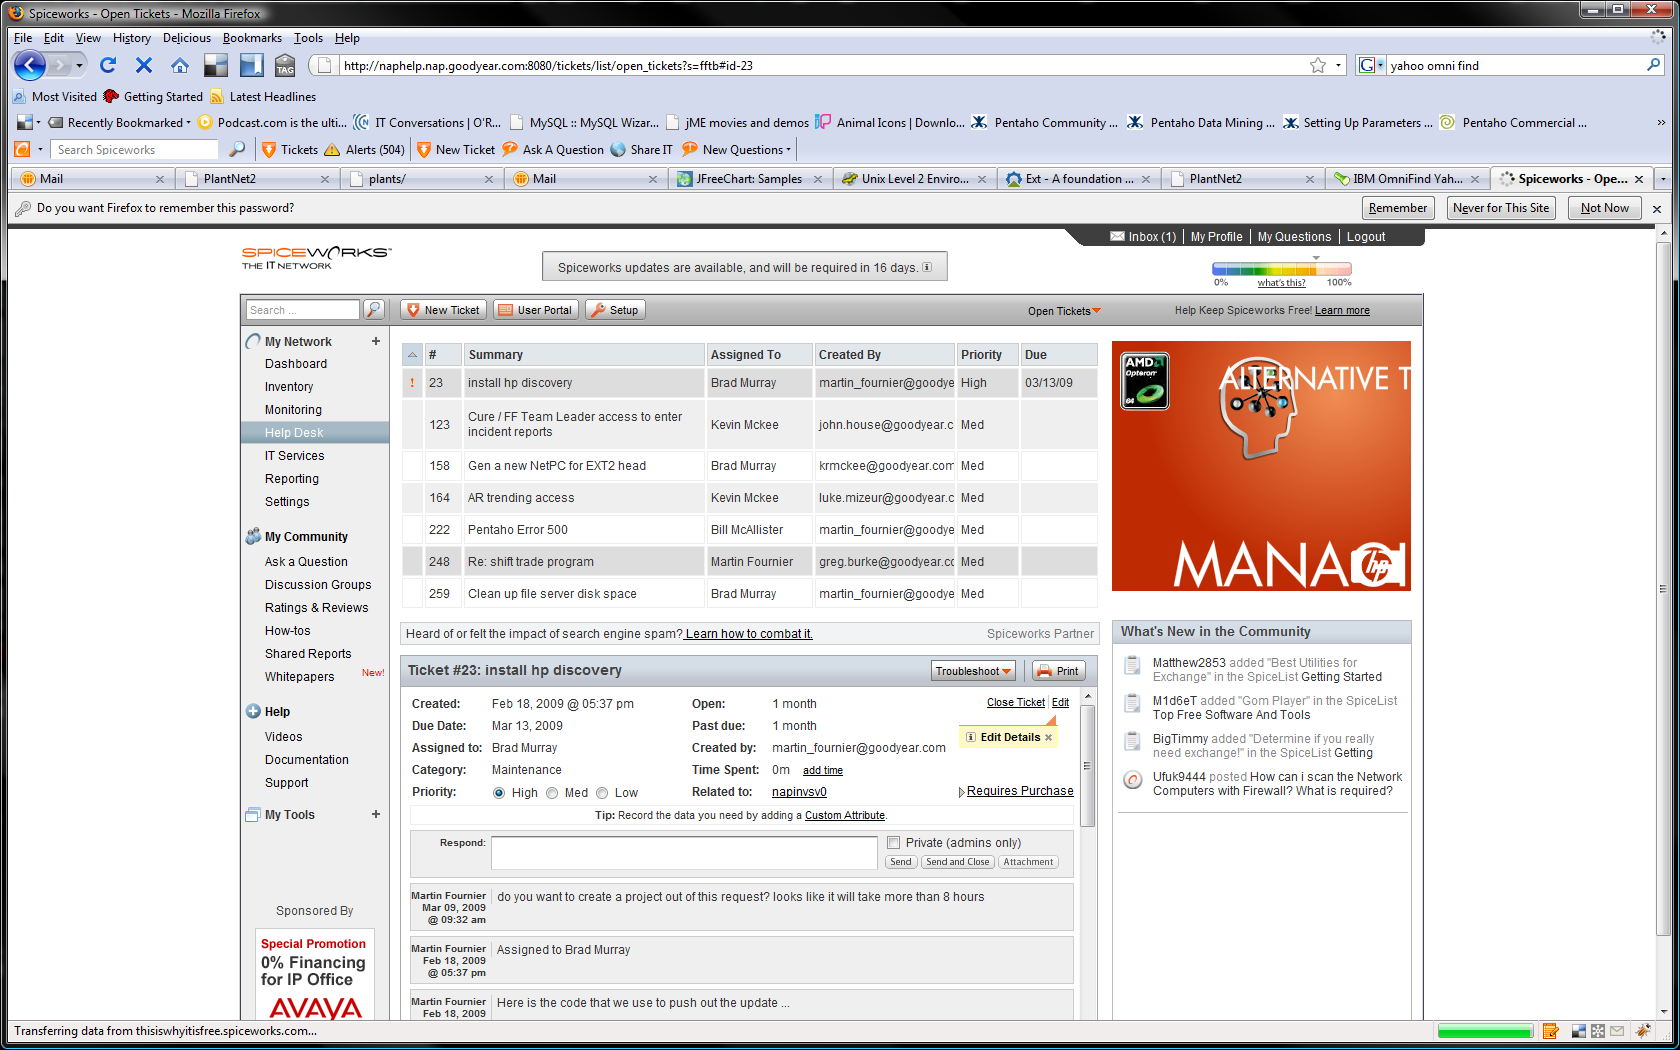 Spiceworks - Open Tickets - Mozilla Firefox
File Edit View History Delicious Bookmarks Tools Help
TAG
http://naphelp.nap.goodyear.com:8080/tickets/list/open_tickets?s=fftb#id-23
yahoo omni find
Most Visited Getting Started Latest Headlines
Recently Bookmarked Podcast.com is the ulti... IT Conversations | O'R... MySQL :: MySQL Wizar... jME movies and demos Animal Icons | Downlo... Pentaho Community ... Pentaho Data Mining ... Setting Up Parameters ... Pentaho Commercial ... »
Search Spiceworks Tickets Alerts (504) New Ticket Ask A Question Share IT New Questions
Mail PlantNet2 plants/ Mail JFreeChart: Samples Unix Level 2 Enviro... Ext - A foundation ... PlantNet2 IBM OmniFind Yah... Spiceworks - Ope...
Do you want Firefox to remember this password? Remember Never for This Site Not Now
Inbox (1) My Profile My Questions Logout
SPICEWORKS
THE IT NETWORK
Spiceworks updates are available, and will be required in 16 days.
0% what's this? 100%
Search ... New Ticket User Portal Setup Open Tickets Help Keep Spiceworks Free! Learn more
My Network +
Dashboard
Inventory
Monitoring
Help Desk
IT Services
Reporting
Settings
My Community
Ask a Question
Discussion Groups
Ratings & Reviews
How-tos
Shared Reports
Whitepapers New!
Help
Videos
Documentation
Support
My Tools +
Sponsored By
Special Promotion
0% Financing
for IP Office
AVAYA
# Summary Assigned To Created By Priority Due
! 23 install hp discovery Brad Murray martin_fournier@goodye High 03/13/09
123 Cure / FF Team Leader access to enter incident reports Kevin Mckee john.house@goodyear.c Med
158 Gen a new NetPC for EXT2 head Brad Murray krmckee@goodyear.com Med
164 AR trending access Kevin Mckee luke.mizeur@goodyear.c Med
222 Pentaho Error 500 Bill McAllister martin_fournier@goodye Med
248 Re: shift trade program Martin Fournier greg.burke@goodyear.cc Med
259 Clean up file server disk space Brad Murray martin_fournier@goodye Med
Heard of or felt the impact of search engine spam? Learn how to combat it. Spiceworks Partner
Ticket #23: install hp discovery Troubleshoot Print
Created: Feb 18, 2009 @ 05:37 pm Open: 1 month Close Ticket Edit
Due Date: Mar 13, 2009 Past due: 1 month
Edit Details
Assigned to: Brad Murray Created by: martin_fournier@goodyear.com
Category: Maintenance Time Spent: 0m add time
Priority: High Med Low Related to: napinvsv0 Requires Purchase
Tip: Record the data you need by adding a Custom Attribute.
Respond: Private (admins only)
Send Send and Close Attachment
Martin Fournier do you want to create a project out of this request? looks like it will take more than 8 hours
Mar 09, 2009
@ 09:32 am
Martin Fournier Assigned to Brad Murray
Feb 18, 2009
@ 05:37 pm
Martin Fournier Here is the code that we use to push out the update ...
Feb 18, 2009
AMD
Opteron
64
ALTERNATIVE T
MANAG
hp
What's New in the Community
Matthew2853 added "Best Utilities for
Exchange" in the SpiceList Getting Started
M1d6eT added "Gom Player" in the SpiceList
Top Free Software And Tools
BigTimmy added "Determine if you really
need exchange!" in the SpiceList Getting
Ufuk9444 posted How can i scan the Network
Computers with Firewall? What is required?
Transferring data from thisiswhyitisfree.spiceworks.com...